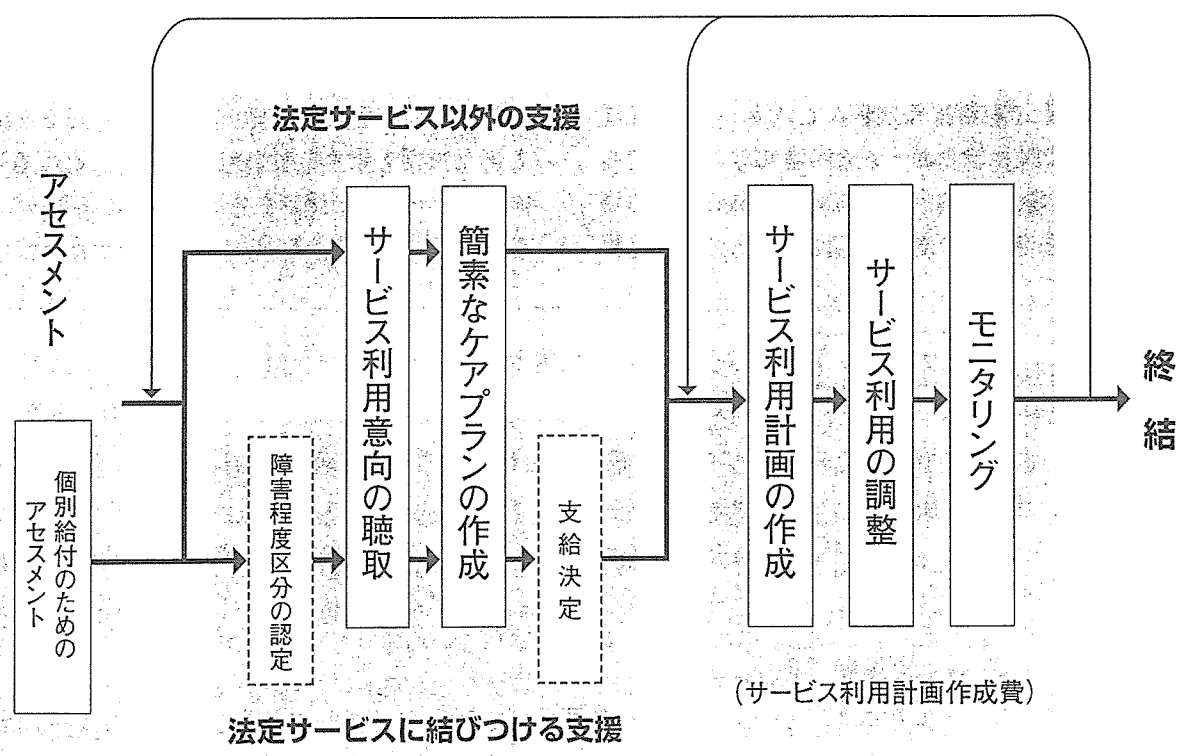 法定サービス以外の支援
アセスメント
個別給付のための
アセスメント
障害程度区分の認定
サービス利用意向の聴取
簡素なケアプランの作成
支給決定
サービス利用計画の作成
サービス利用の調整
モニタリング
終結
(サービス利用計画作成費)
法定サービスに結びつける支援